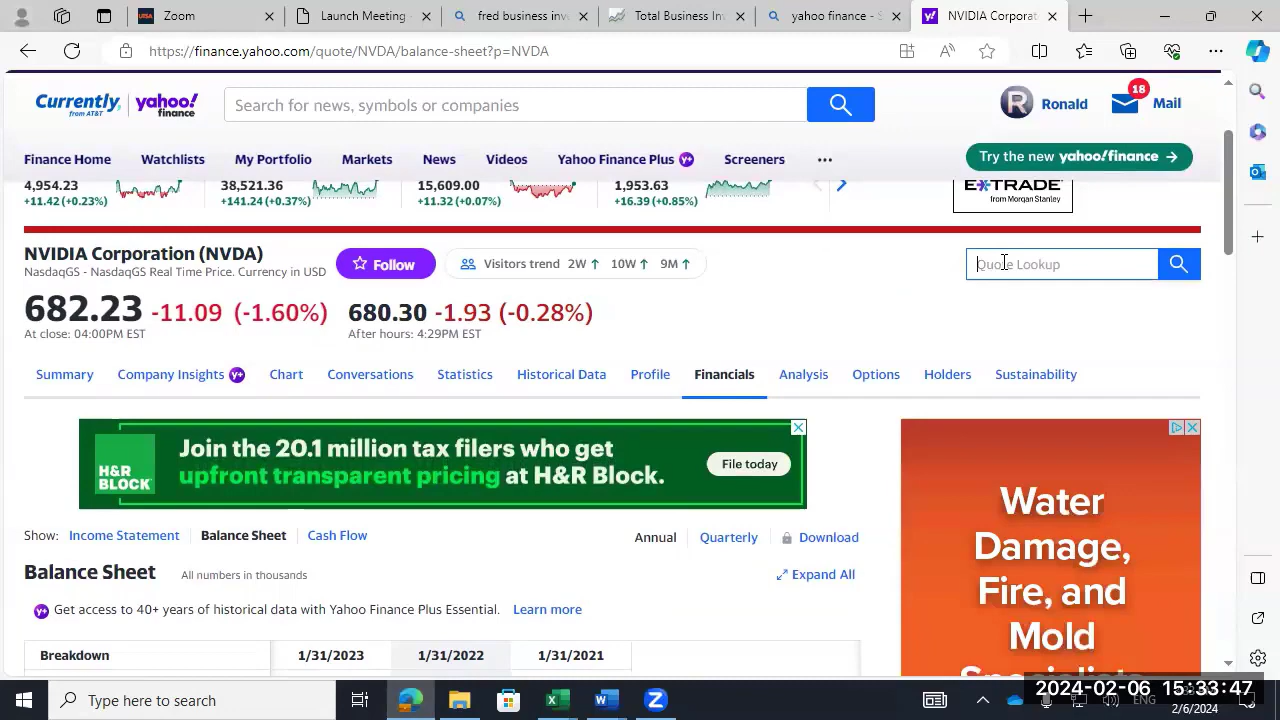 Zoom
Launch Meeting -
fred business inv
Total Business In
yahoo finance - S
NVIDIA Corporat
https://finance.yahoo.com/quote/NVDA/balance-sheet?p=NVDA
Currently,
from AT&T
yahoo!
finance
Search for news, symbols or companies
R
Ronald
18
Mail
Finance Home
Watchlists
My Portfolio
Markets
News
Videos
Yahoo Finance Plus
y+
Screeners
Try the new yahoo!finance
4,954.23
+11.42 (+0.23%)
38,521.36
+141.24 (+0.37%)
15,609.00
+11.32 (+0.07%)
1,953.63
+16.39 (+0.85%)
E*TRADE
from Morgan Stanley
NVIDIA Corporation (NVDA)
NasdaqGS - NasdaqGS Real Time Price. Currency in USD
Follow
Visitors trend 2W ↑ 10W ↑ 9M ↑
Quote Lookup
682.23 -11.09 (-1.60%)
At close: 04:00PM EST
680.30 -1.93 (-0.28%)
After hours: 4:29PM EST
Summary
Company Insights
y+
Chart
Conversations
Statistics
Historical Data
Profile
Financials
Analysis
Options
Holders
Sustainability
H&R
BLOCK
Join the 20.1 million tax filers who get
upfront transparent pricing at H&R Block.
File today
Water
Damage,
Fire, and
Mold
Show:
Income Statement
Balance Sheet
Cash Flow
Annual
Quarterly
Download
Balance Sheet
All numbers in thousands
Expand All
y+
Get access to 40+ years of historical data with Yahoo Finance Plus Essential.
Learn more
Breakdown
1/31/2023
1/31/2022
1/31/2021
Type here to search
2024-02-06 15:33:47
ENG
2/6/2024